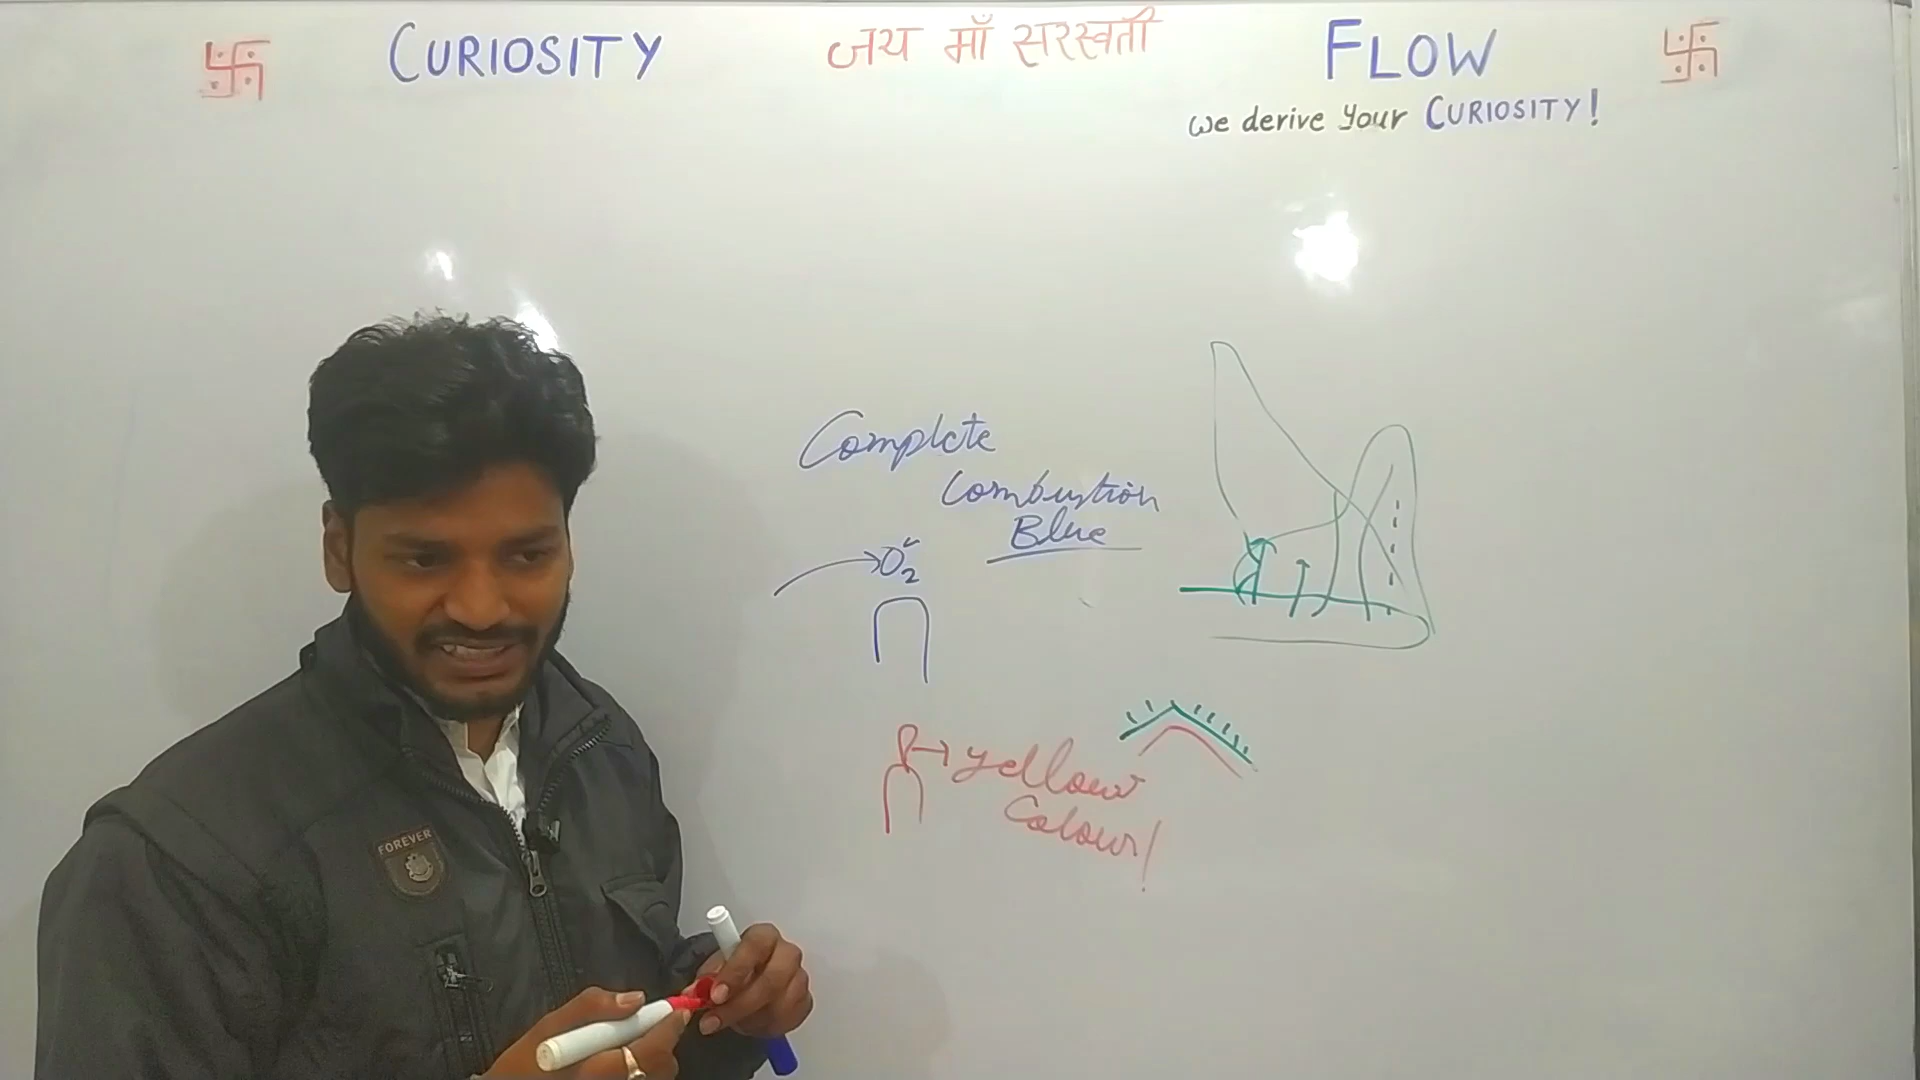 CURIOSITY
जय माँ सरस्वती
FLOW
we derive your CURIOSITY!
Complete
Combustion
Blue
O2
yellow
Colour!
FOREVER